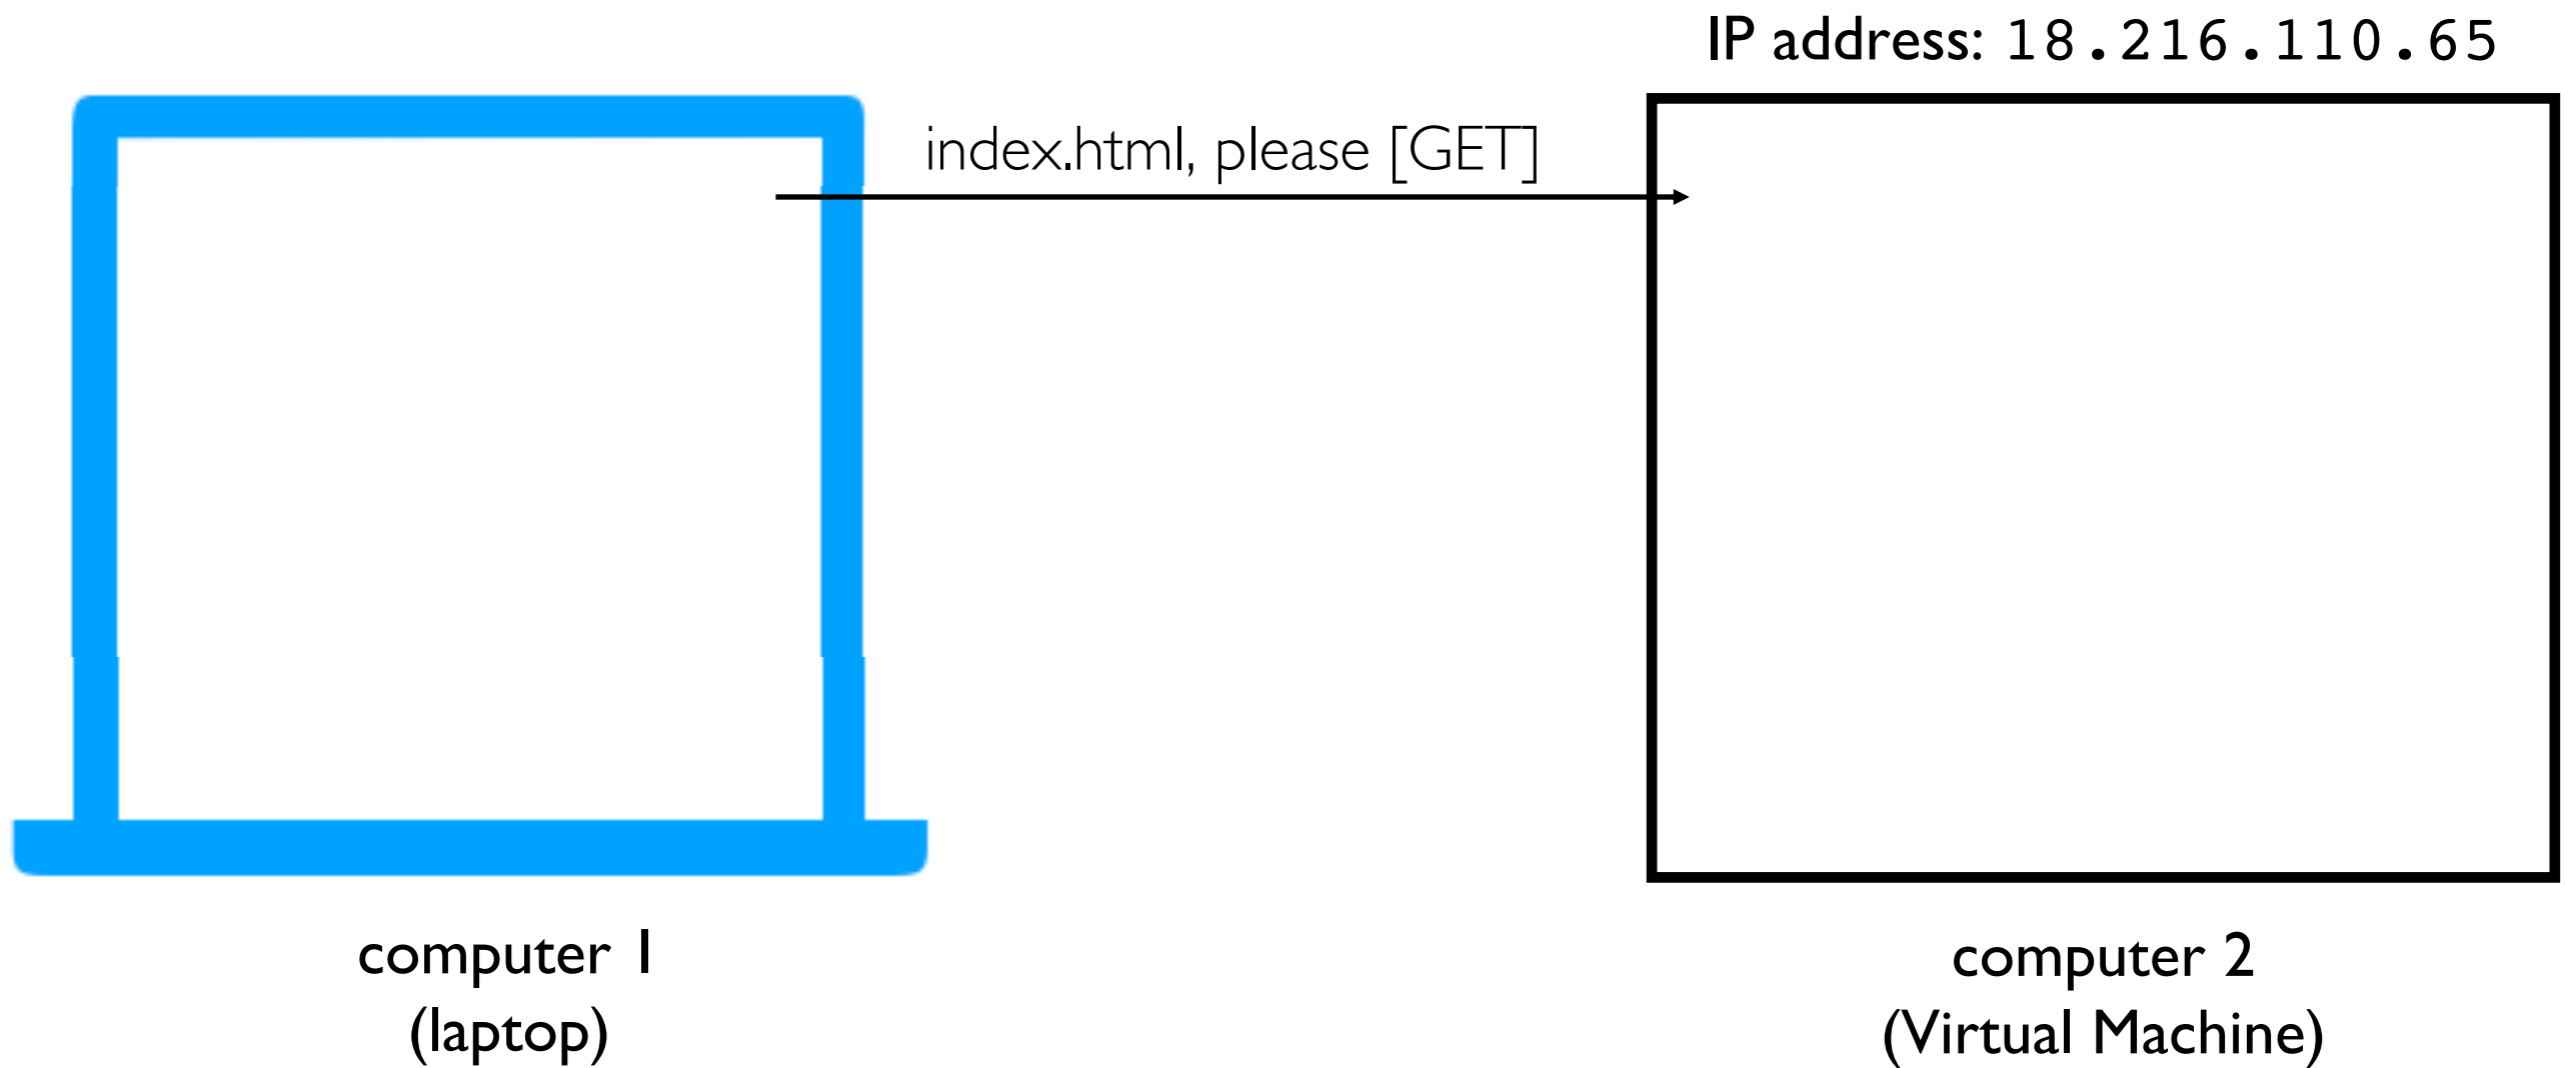 IP address: 18.216.110.65
index.html, please [GET]
computer 1
(laptop)
computer 2
(Virtual Machine)